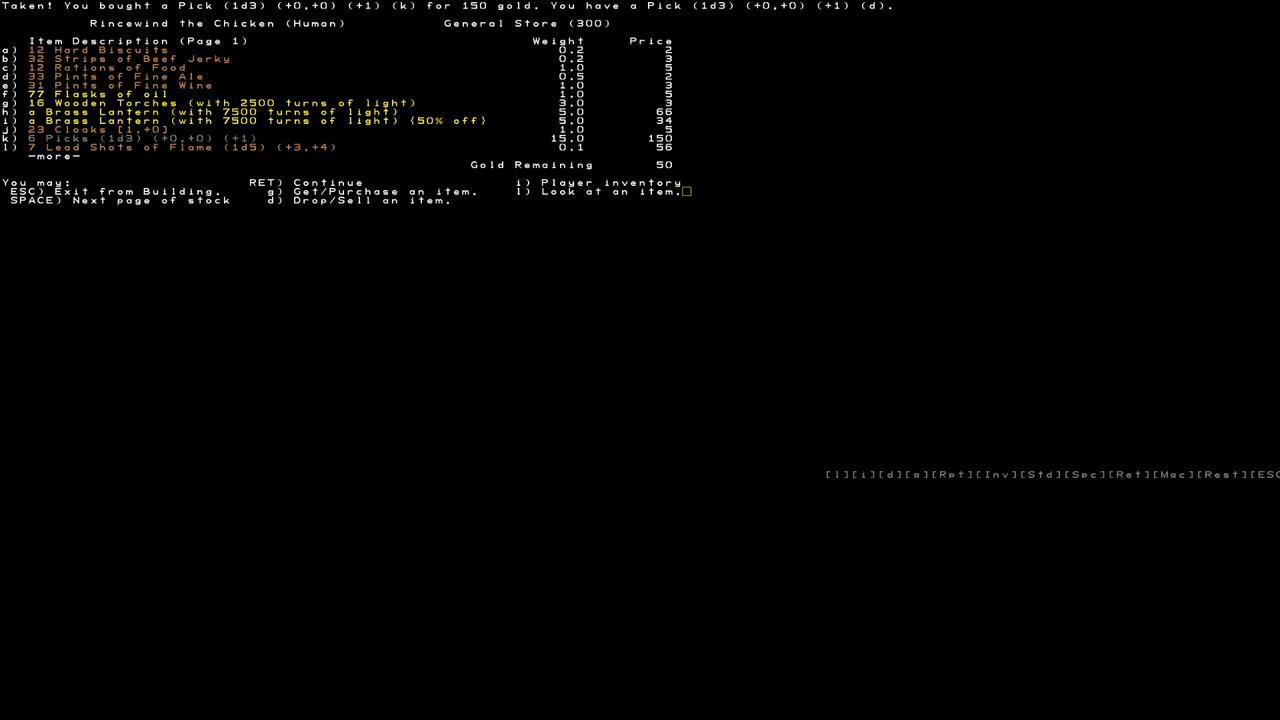 Taken! You bought a Pick (1d3) (+0,+0) (+1) (k) for 150 gold. You have a Pick (1d3) (+0,+0) (+1) (d).
Rincewind the Chicken (Human) General Store (300)
Item Description (Page 1) Weight Price
a) 12 Hard Biscuits 0.2 2
b) 32 Strips of Beef Jerky 0.2 3
c) 12 Rations of Food 1.0 5
d) 33 Pints of Fine Ale 0.5 2
e) 31 Pints of Fine Wine 1.0 3
f) 77 Flasks of oil 1.0 5
g) 16 Wooden Torches (with 2500 turns of light) 3.0 3
h) a Brass Lantern (with 7500 turns of light) 5.0 66
i) a Brass Lantern (with 7500 turns of light) {50% off} 5.0 34
j) 23 Cloaks [1,+0] 1.0 5
k) 6 Picks (1d3) (+0,+0) (+1) 15.0 150
l) 7 Lead Shots of Flame (1d5) (+3,+4) 0.1 56
-more-
Gold Remaining 50
You may: RET) Continue i) Player inventory
ESC) Exit from Building. g) Get/Purchase an item. l) Look at an item.
SPACE) Next page of stock d) Drop/Sell an item.
[l][i][d][g][Rpt][Inv][Std][Spc][Ret][Mac][Rest][ESC